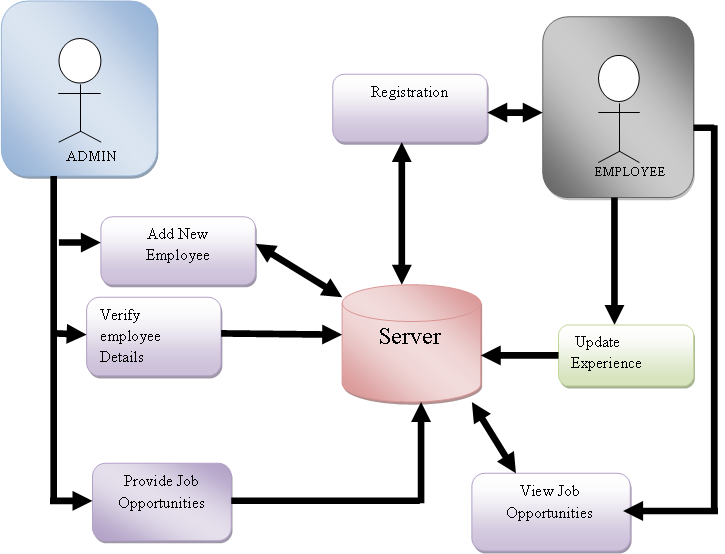 ADMIN
Registration
EMPLOYEE
Add New
Employee
Verify
employee
Details
Server
Update
Experience
Provide Job
Opportunities
View Job
Opportunities